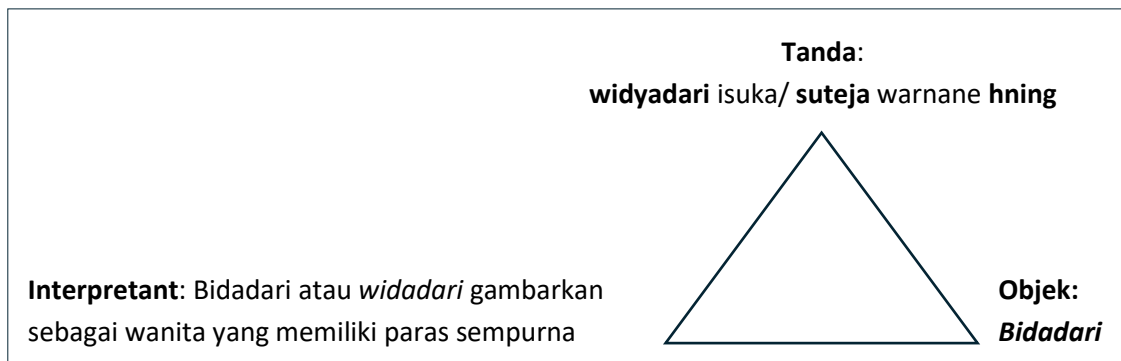 Tanda:
widyadari isuka/ suteja warnane hning
Interpretant: Bidadari atau widadari gambarkan
sebagai wanita yang memiliki paras sempurna
Objek:
Bidadari